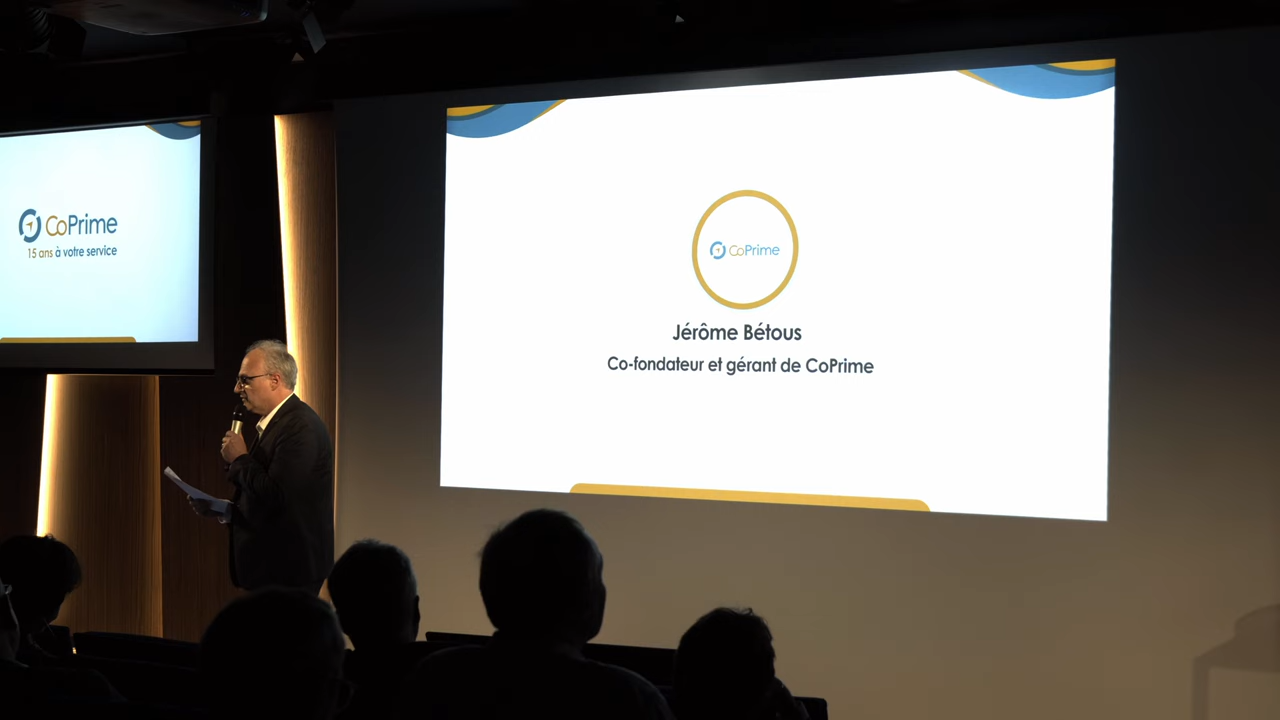 CoPrime
15 ans à votre service
CoPrime
Jérôme Bétous
Co-fondateur et gérant de CoPrime